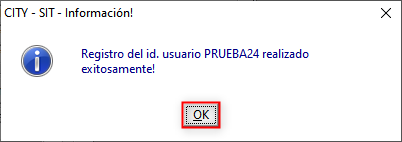 CITY - SIT - Información!
Registro del id. usuario PRUEBA24 realizado
exitosamente!
OK